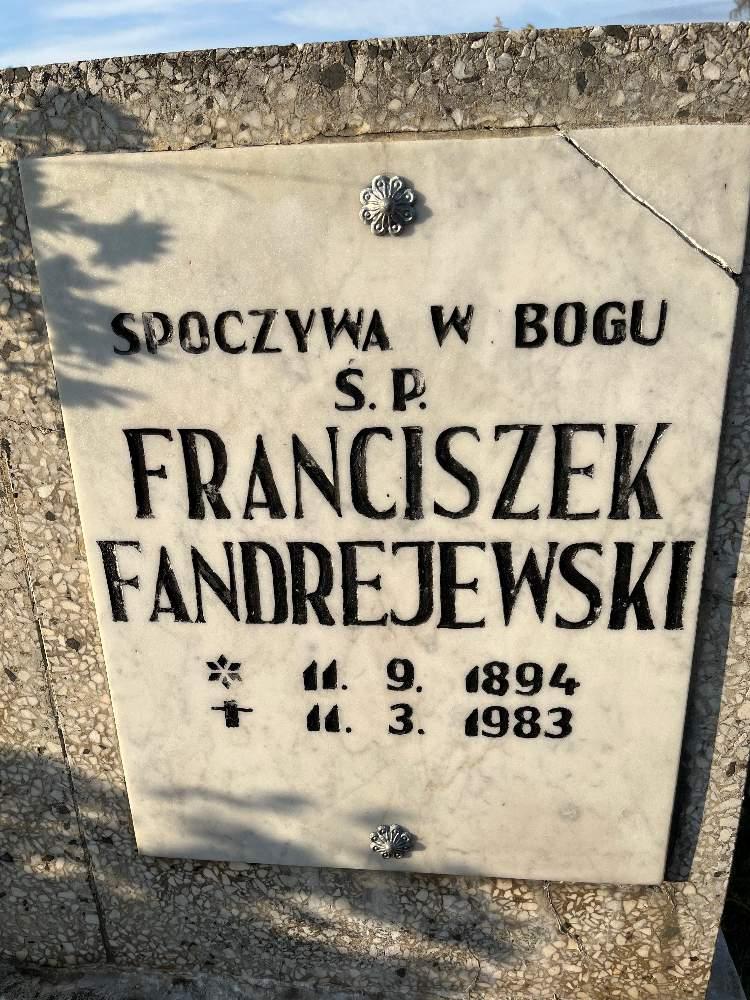 SPOCZYWA W BOGU
Ś.P.
FRANCISZEK
FANDREJEWSKI
* 11. 9. 1894
✝ 11. 3. 1983